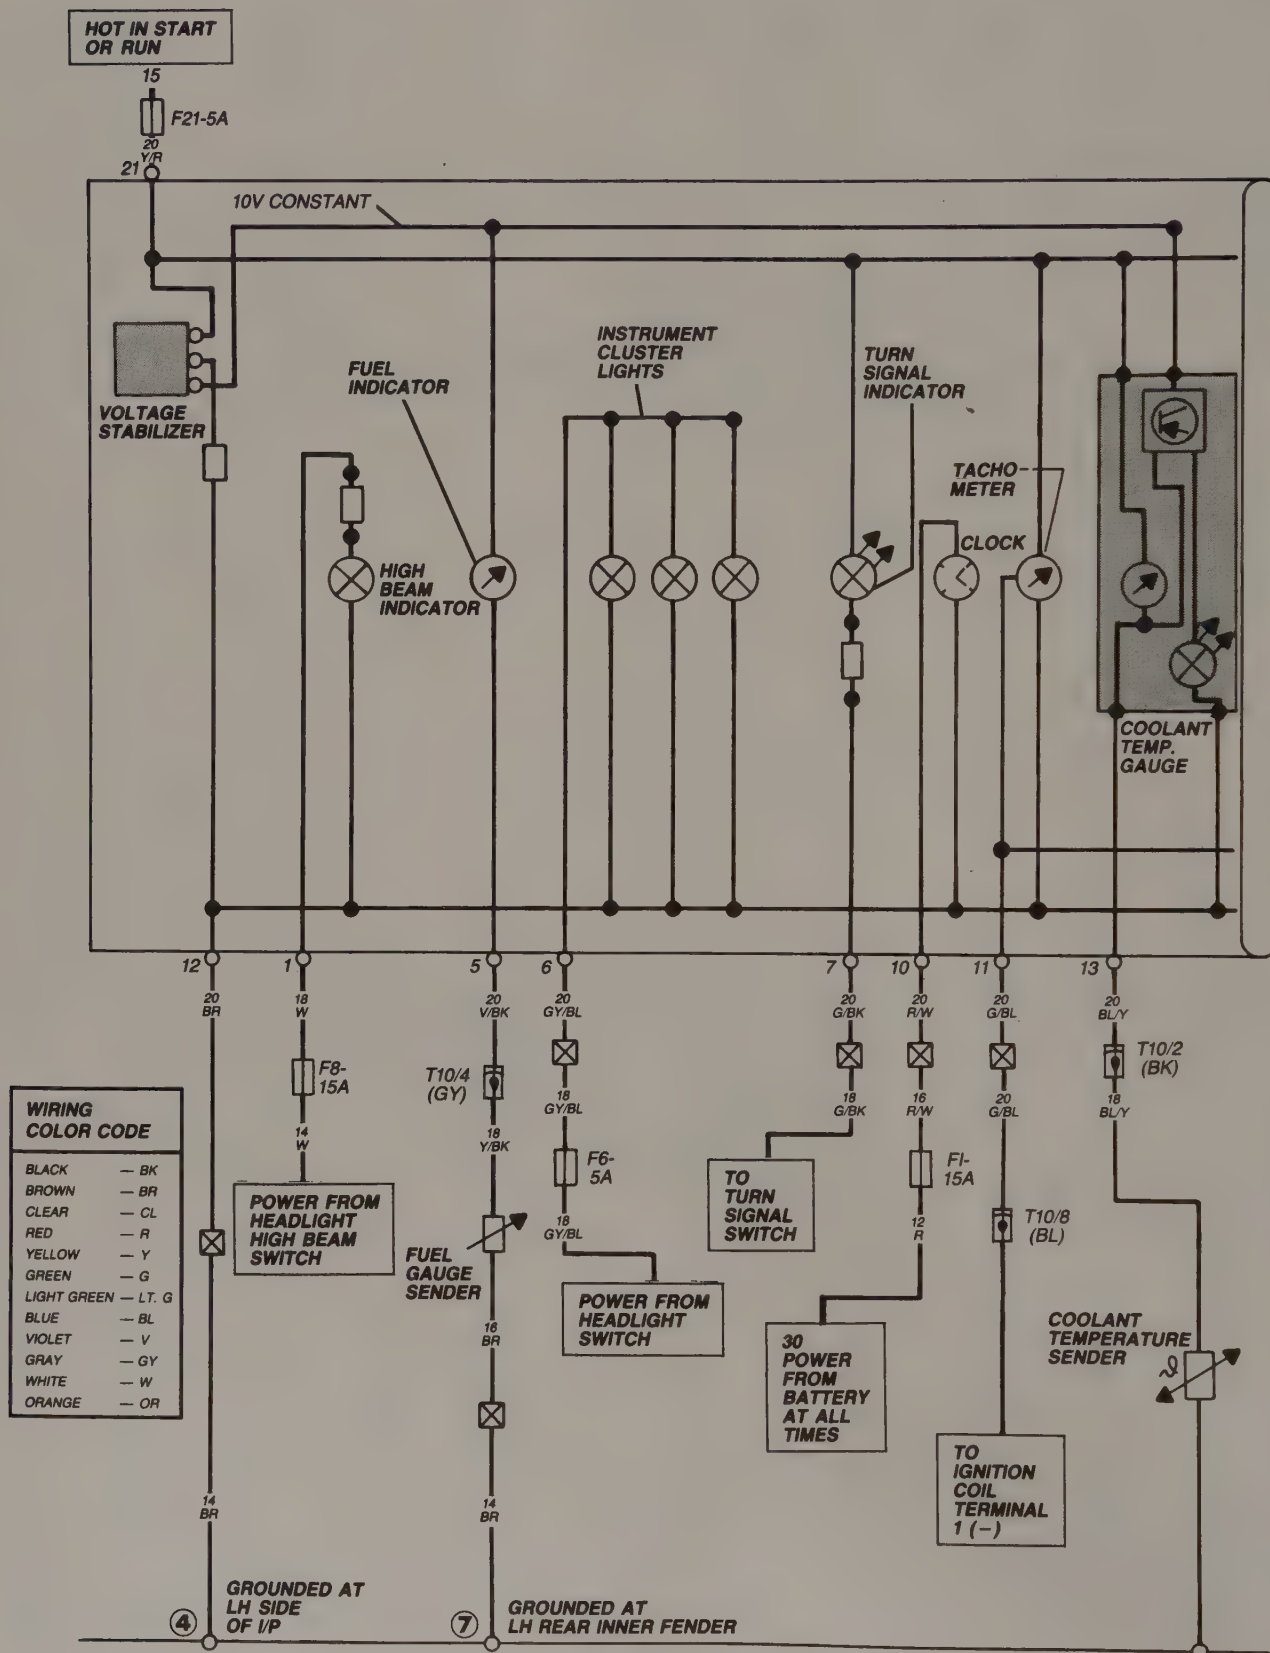 HOT IN START
OR RUN
15
F21-5A
20
Y/R
21
10V CONSTANT
VOLTAGE
STABILIZER
FUEL
INDICATOR
HIGH
BEAM
INDICATOR
INSTRUMENT
CLUSTER
LIGHTS
TURN
SIGNAL
INDICATOR
TACHO-
METER
CLOCK
COOLANT
TEMP.
GAUGE
12
1
5
6
7
10
11
13
20
BR
18
W
20
V/BK
20
GY/BL
20
G/BK
20
R/W
20
G/BL
20
BL/Y
F8-
15A
T10/4
(GY)
T10/2
(BK)
14
W
18
Y/BK
18
GY/BL
18
G/BK
16
R/W
20
G/BL
18
BL/Y
F6-
5A
F1-
15A
18
GY/BL
12
R
T10/8
(BL)
WIRING
COLOR CODE
BLACK — BK
BROWN — BR
CLEAR — CL
RED — R
YELLOW — Y
GREEN — G
LIGHT GREEN — LT. G
BLUE — BL
VIOLET — V
GRAY — GY
WHITE — W
ORANGE — OR
POWER FROM
HEADLIGHT
HIGH BEAM
SWITCH
FUEL
GAUGE
SENDER
16
BR
POWER FROM
HEADLIGHT
SWITCH
TO
TURN
SIGNAL
SWITCH
30
POWER
FROM
BATTERY
AT ALL
TIMES
TO
IGNITION
COIL
TERMINAL
1 (–)
COOLANT
TEMPERATURE
SENDER
ϑ
14
BR
14
BR
4
GROUNDED AT
LH SIDE
OF I/P
7
GROUNDED AT
LH REAR INNER FENDER